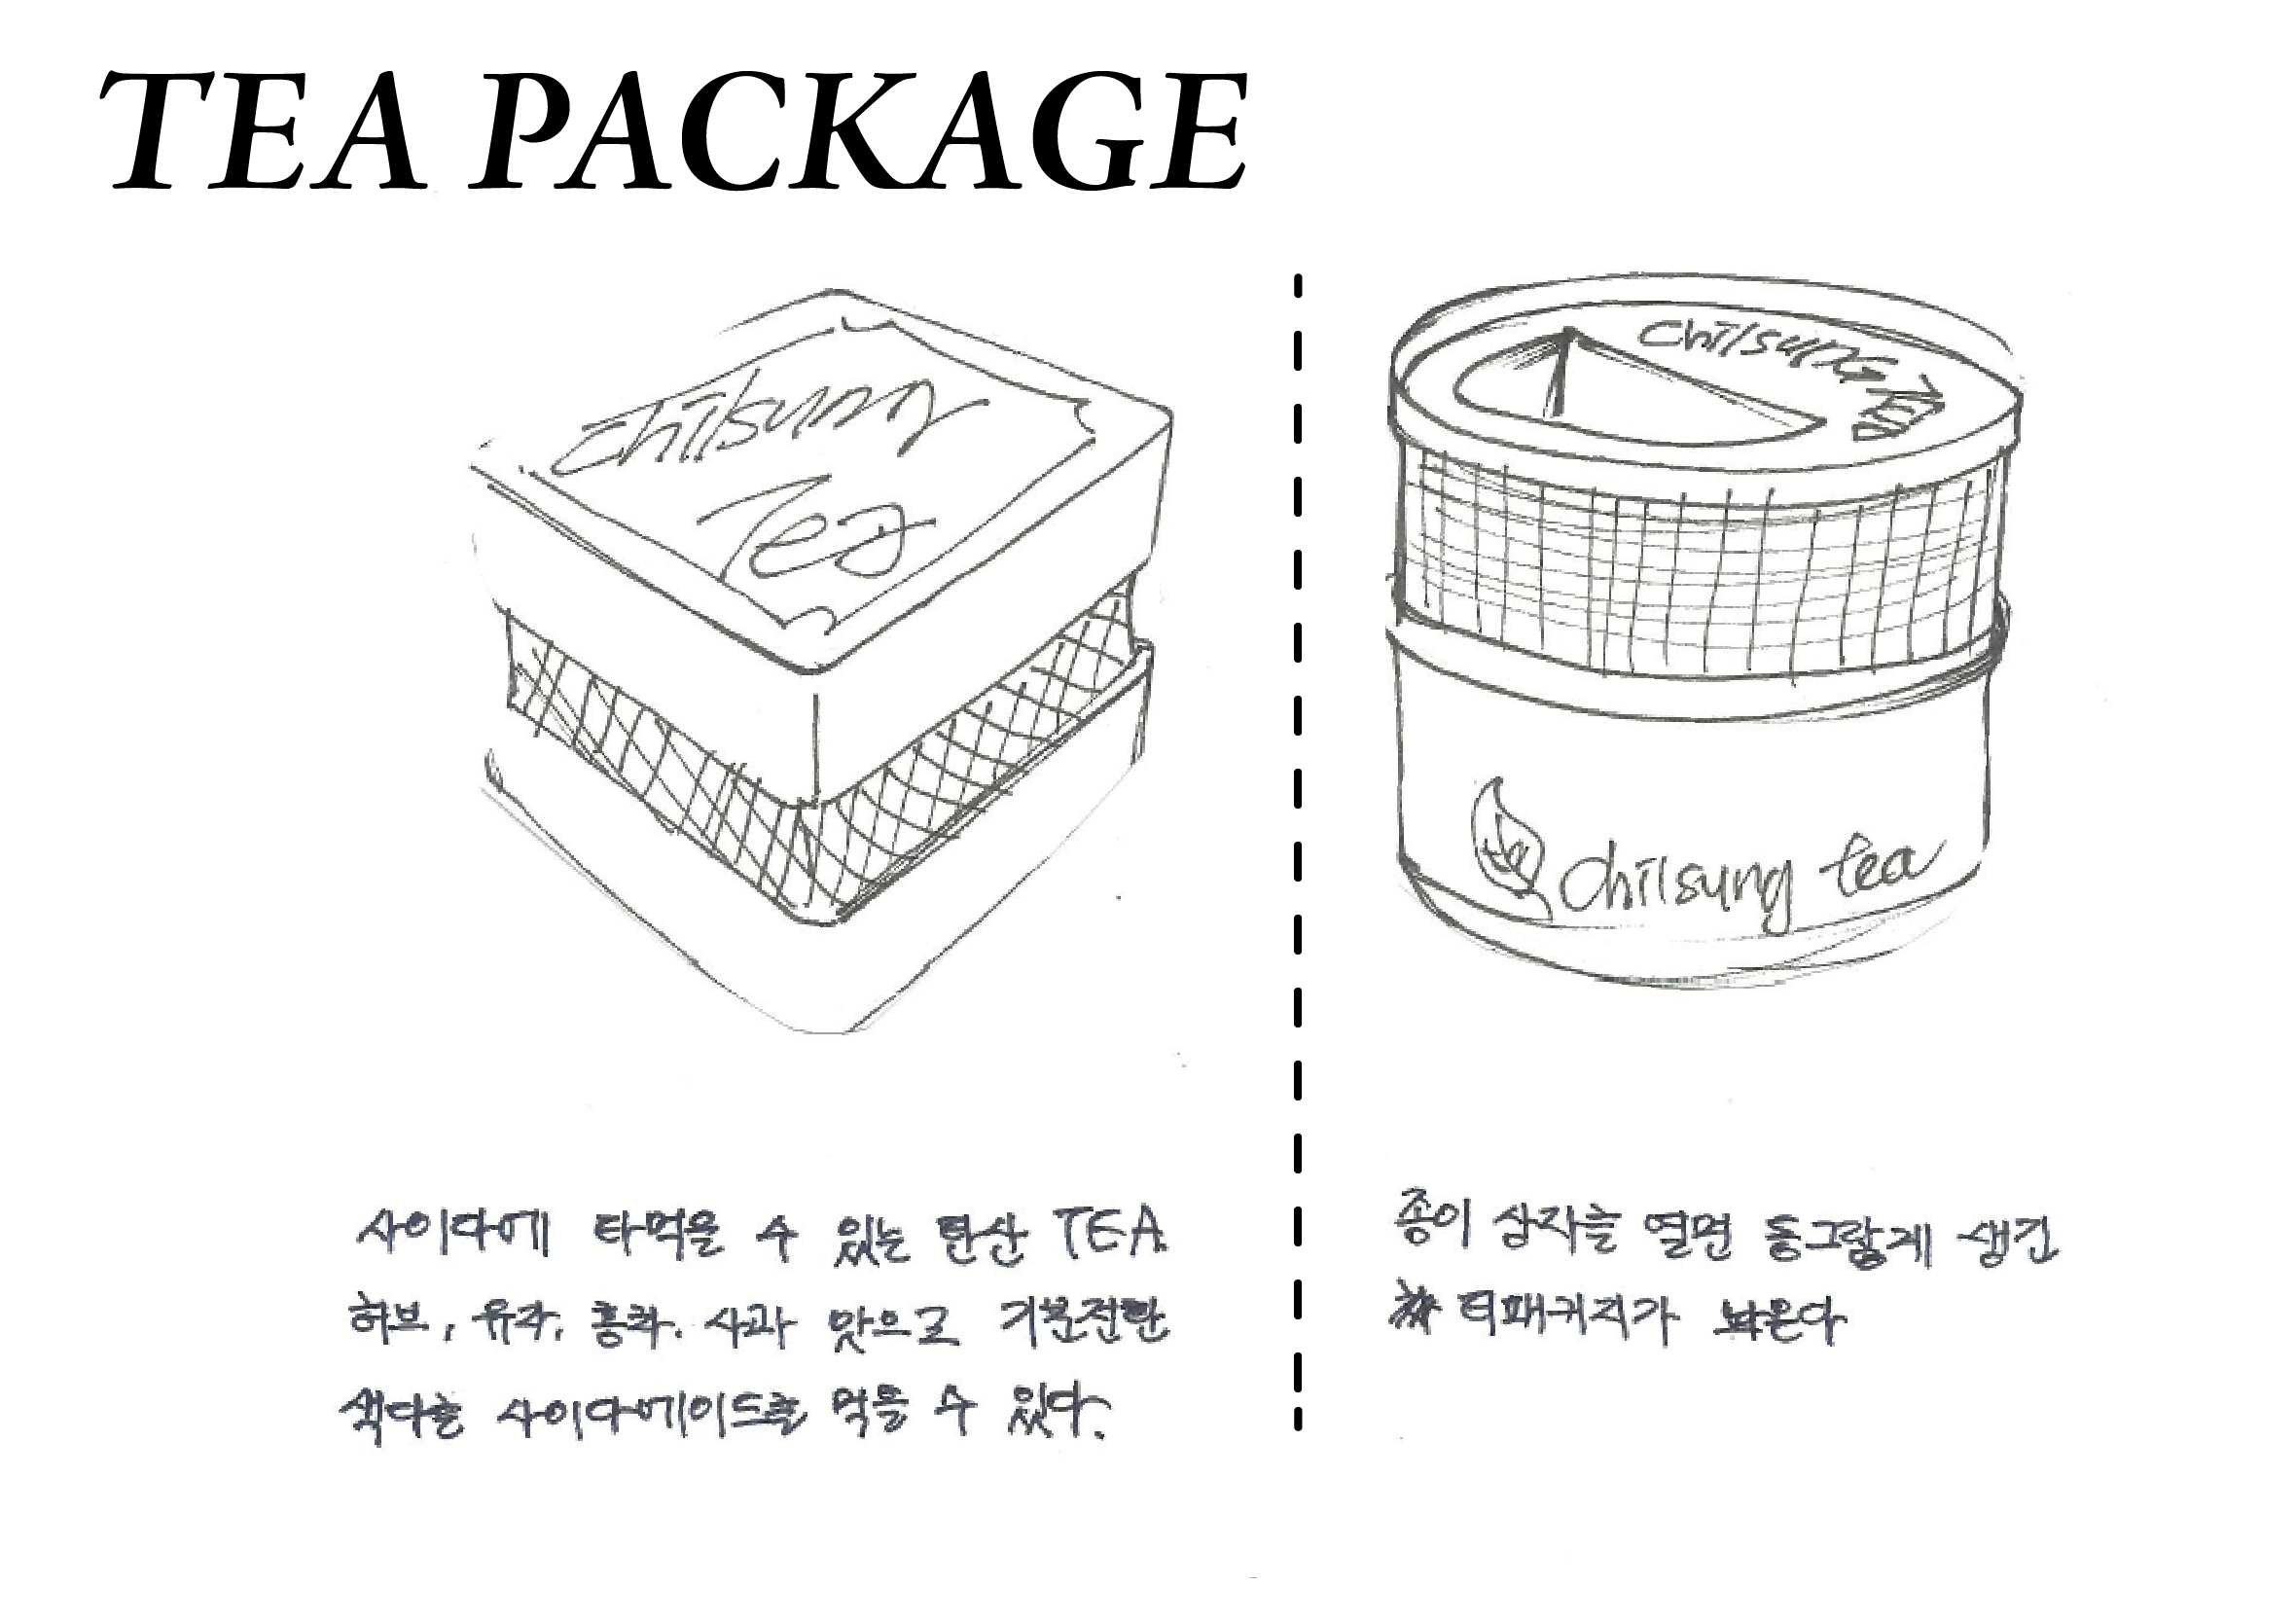 TEA PACKAGE
chilsung
Tea
사이다에 타먹을 수 있는 탄산 TEA
허브, 유자, 홍차, 사과 맛으로 기분전환
색다른 사이다에이드를 먹을 수 있다.
chilsung TEA
chilsung tea
종이 상자를 열면 동그랗게 생긴
티패키지가 나온다